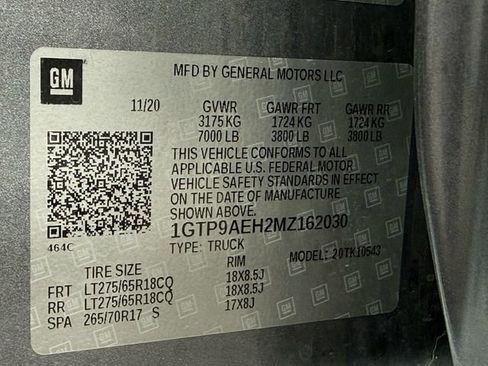 GM
MFD BY GENERAL MOTORS LLC
11/20 GVWR GAWR FRT GAWR RR
3175 KG 1724 KG 1724 KG
7000 LB 3800 LB 3800 LB
THIS VEHICLE CONFORMS TO ALL
APPLICABLE U.S. FEDERAL MOTOR
VEHICLE SAFETY STANDARDS IN EFFECT
ON THE DATE OF MANUFACTURE
SHOWN ABOVE.
1GTP9AEH2MZ162030
464C TYPE: TRUCK MODEL: 20TK10543
TIRE SIZE RIM
FRT LT275/65R18CQ 18X8.5J
RR LT275/65R18CQ 18X8.5J
SPA 265/70R17 S 17X8J